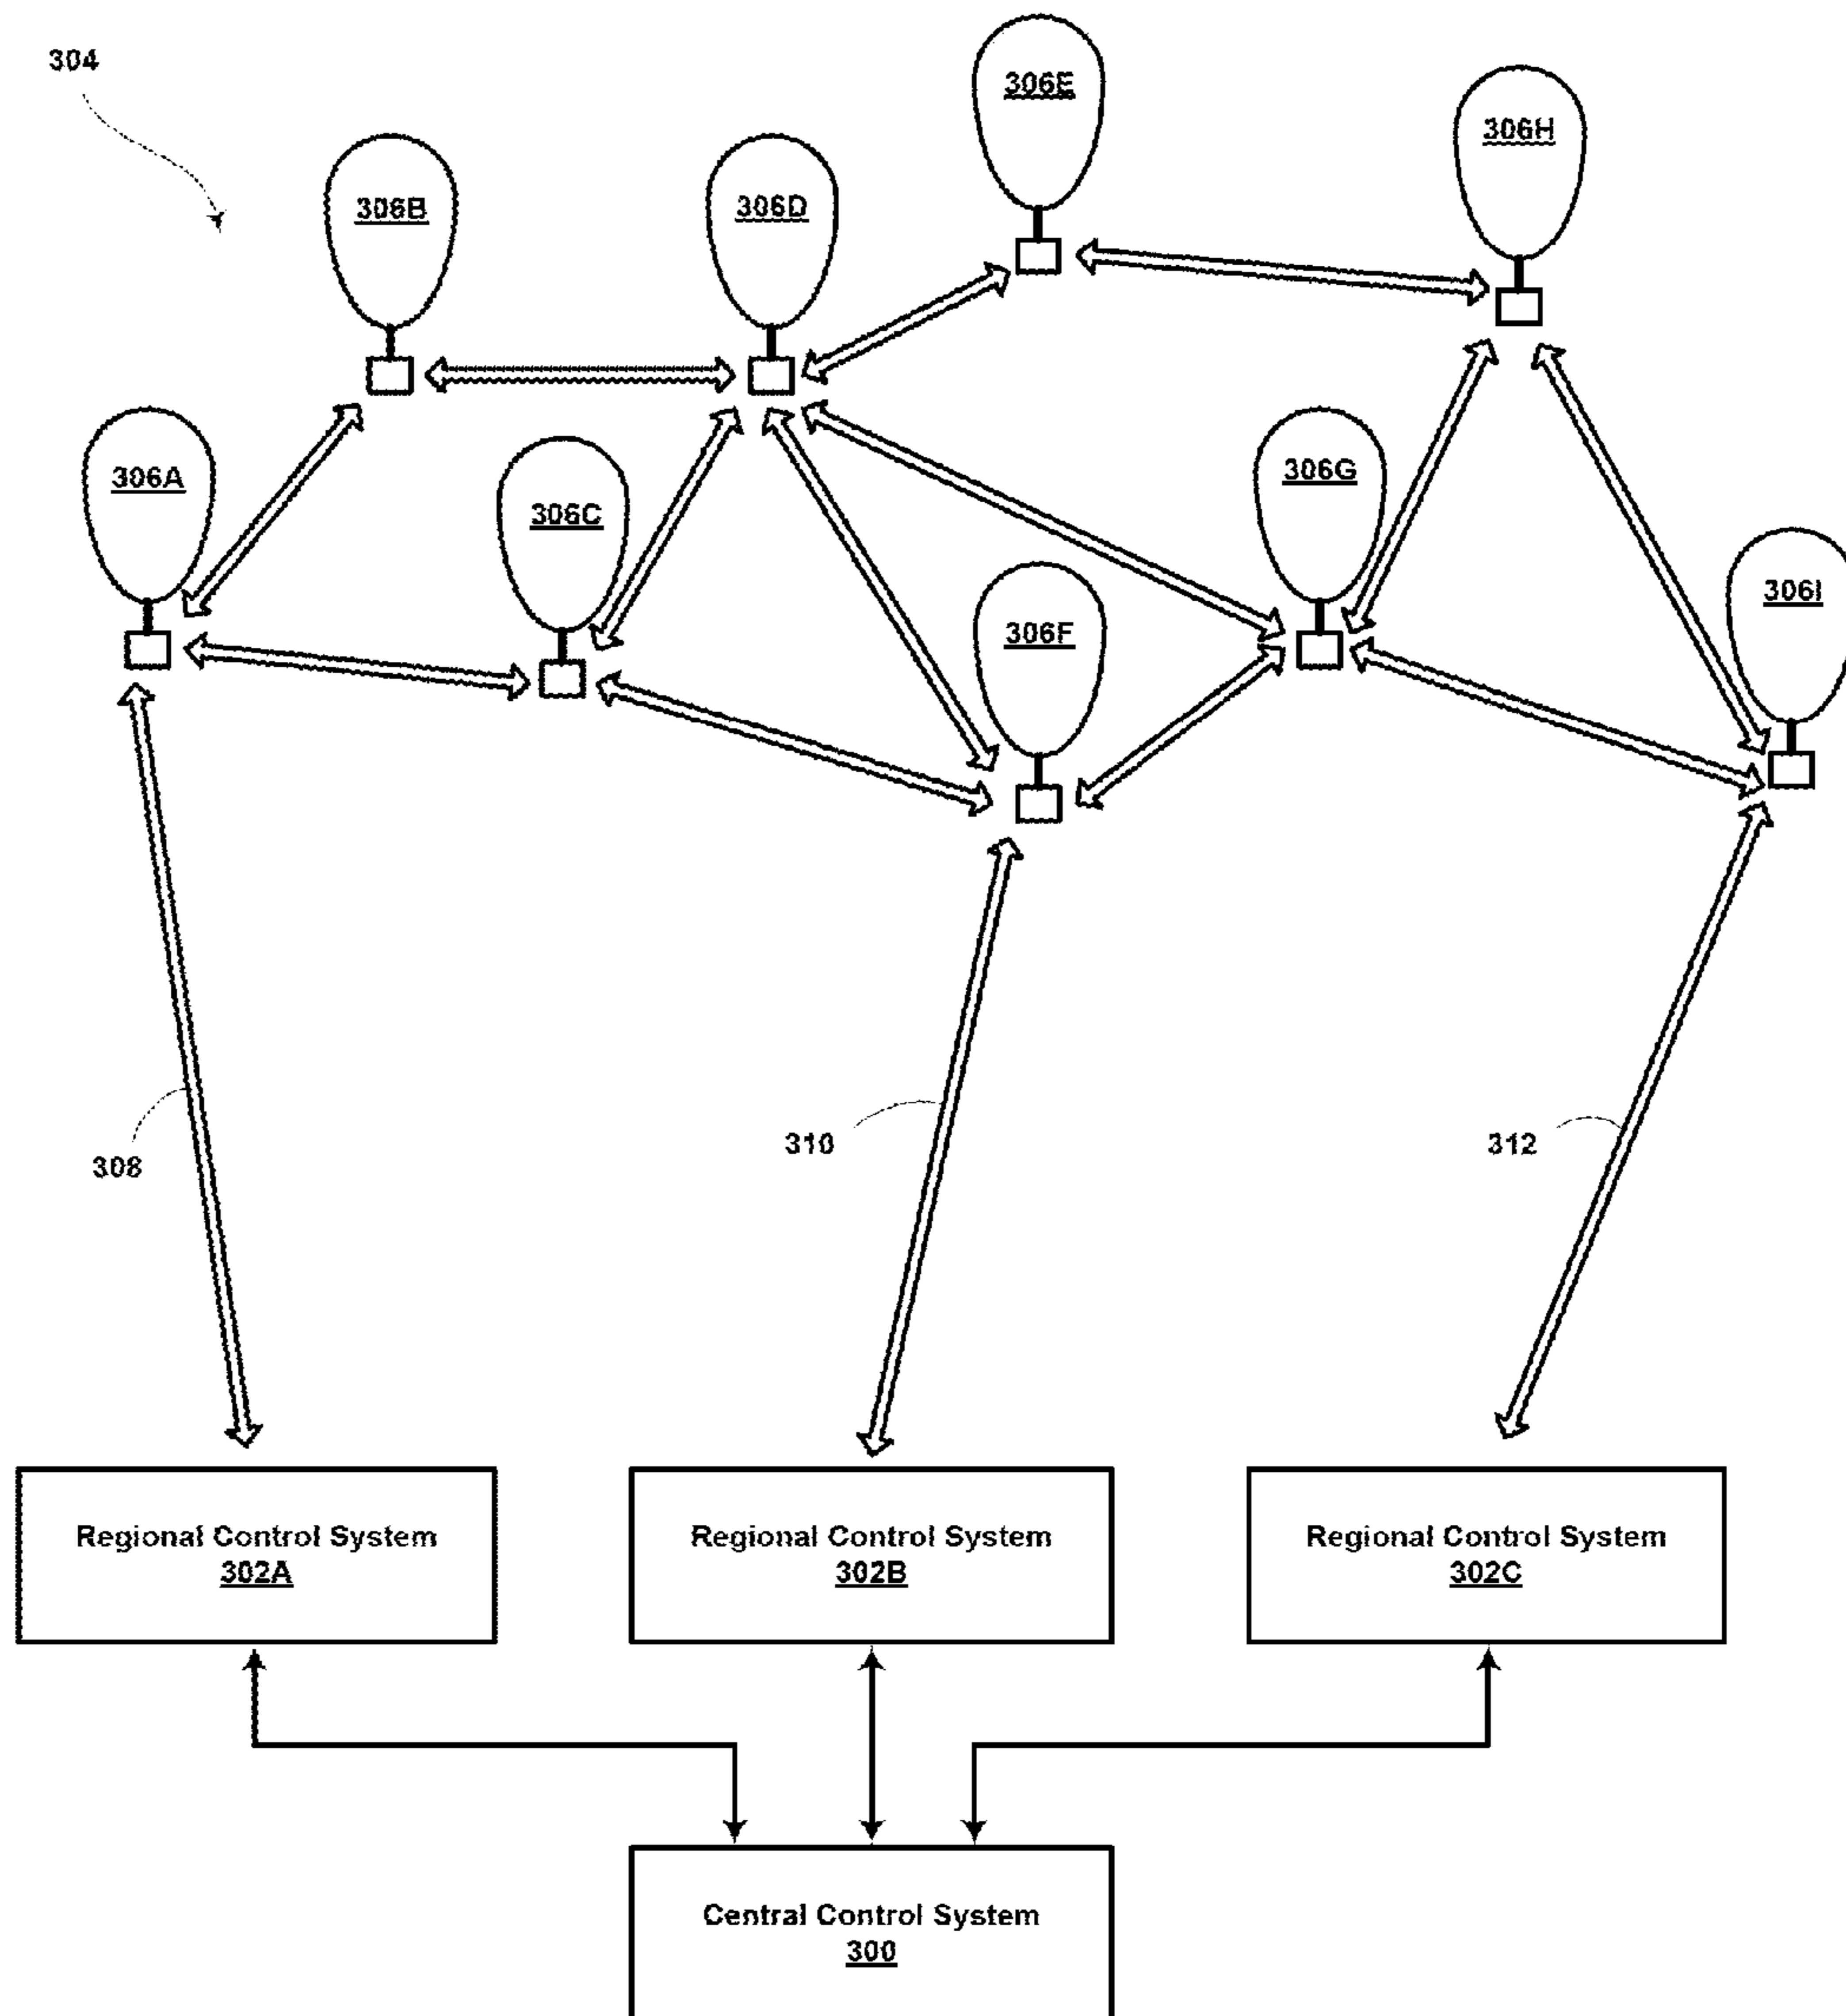 304
306E
306H
306B
306D
306A
306G
306C
306I
306F
308
310
312
Regional Control System
302A
Regional Control System
302B
Regional Control System
302C
Central Control System
300